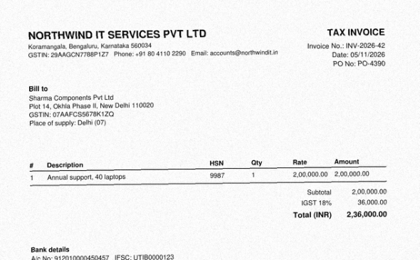 NORTHWIND IT SERVICES PVT LTD
TAX INVOICE
Koramangala, Bengaluru, Karnataka 560034
GSTIN: 29AAGCN7788P1Z7 Phone: +91 80 4110 2290 Email: accounts@northwindit.in
Invoice No.: INV-2026-42
Date: 05/11/2026
PO No: PO-4390
Bill to
Sharma Components Pvt Ltd
Plot 14, Okhla Phase II, New Delhi 110020
GSTIN: 07AAFCS5678K1ZQ
Place of supply: Delhi (07)
# Description HSN Qty Rate Amount
1 Annual support, 40 laptops 9987 1 2,00,000.00 2,00,000.00
Subtotal 2,00,000.00
IGST 18% 36,000.00
Total (INR) 2,36,000.00
Bank details
A/c No: 912010000450457 IFSC: UTIB0000123